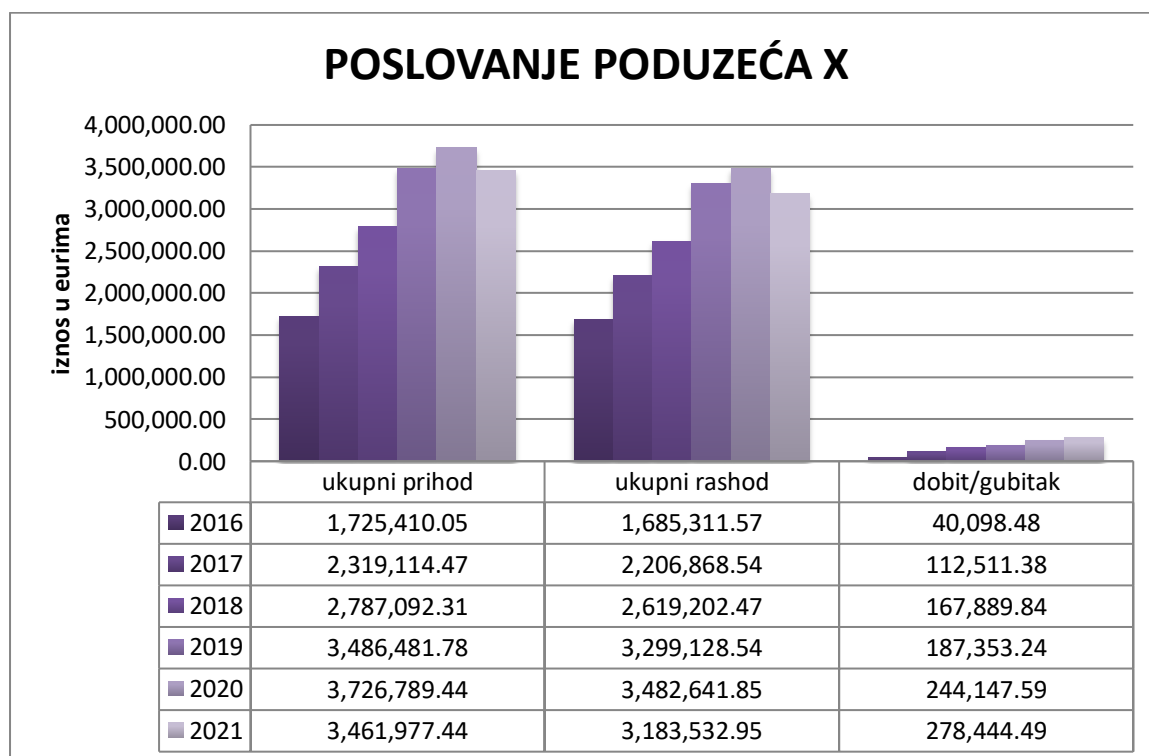 POSLOVANJE PODUZEĆA X
iznos u eurima
4,000,000.00
3,500,000.00
3,000,000.00
2,500,000.00
2,000,000.00
1,500,000.00
1,000,000.00
500,000.00
0.00
ukupni prihod ukupni rashod dobit/gubitak
2016 1,725,410.05 1,685,311.57 40,098.48
2017 2,319,114.47 2,206,868.54 112,511.38
2018 2,787,092.31 2,619,202.47 167,889.84
2019 3,486,481.78 3,299,128.54 187,353.24
2020 3,726,789.44 3,482,641.85 244,147.59
2021 3,461,977.44 3,183,532.95 278,444.49